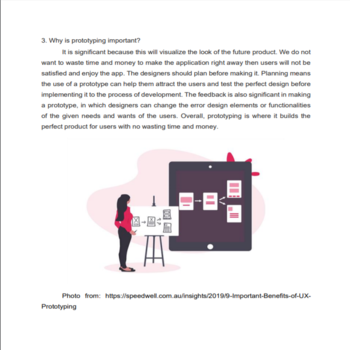 3. Why is prototyping important?
It is significant because this will visualize the look of the future product. We do not
want to waste time and money to make the application right away then users will not be
satisfied and enjoy the app. The designers should plan before making it. Planning means
the use of a prototype can help them attract the users and test the perfect design before
implementing it to the process of development. The feedback is also significant in making
a prototype, in which designers can change the error design elements or functionalities
of the given needs and wants of the users. Overall, prototyping is where it builds the
perfect product for users with no wasting time and money.
Photo from: https://speedwell.com.au/insights/2019/9-Important-Benefits-of-UX-
Prototyping